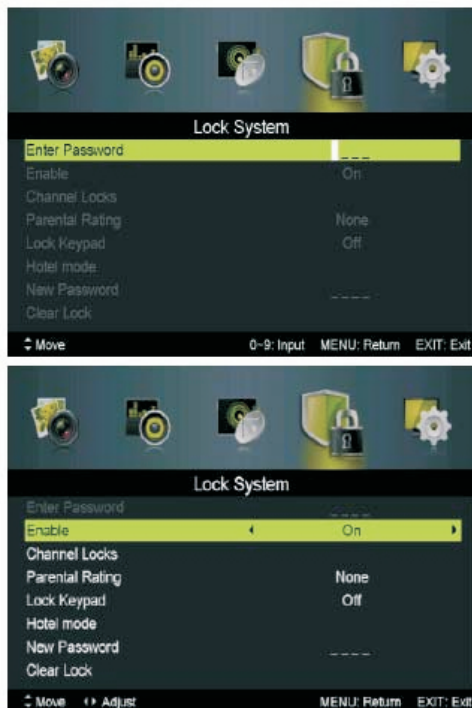 Lock System
Enter Password _ _ _
Enable On
Channel Locks
Parental Rating None
Lock Keypad Off
Hotel mode
New Password _ _ _ _
Clear Lock
Move 0~9: Input MENU: Return EXIT: Exit
Lock System
Enter Password _ _ _ _
Enable On
Channel Locks
Parental Rating None
Lock Keypad Off
Hotel mode
New Password _ _ _ _
Clear Lock
Move Adjust MENU: Return EXIT: Exit